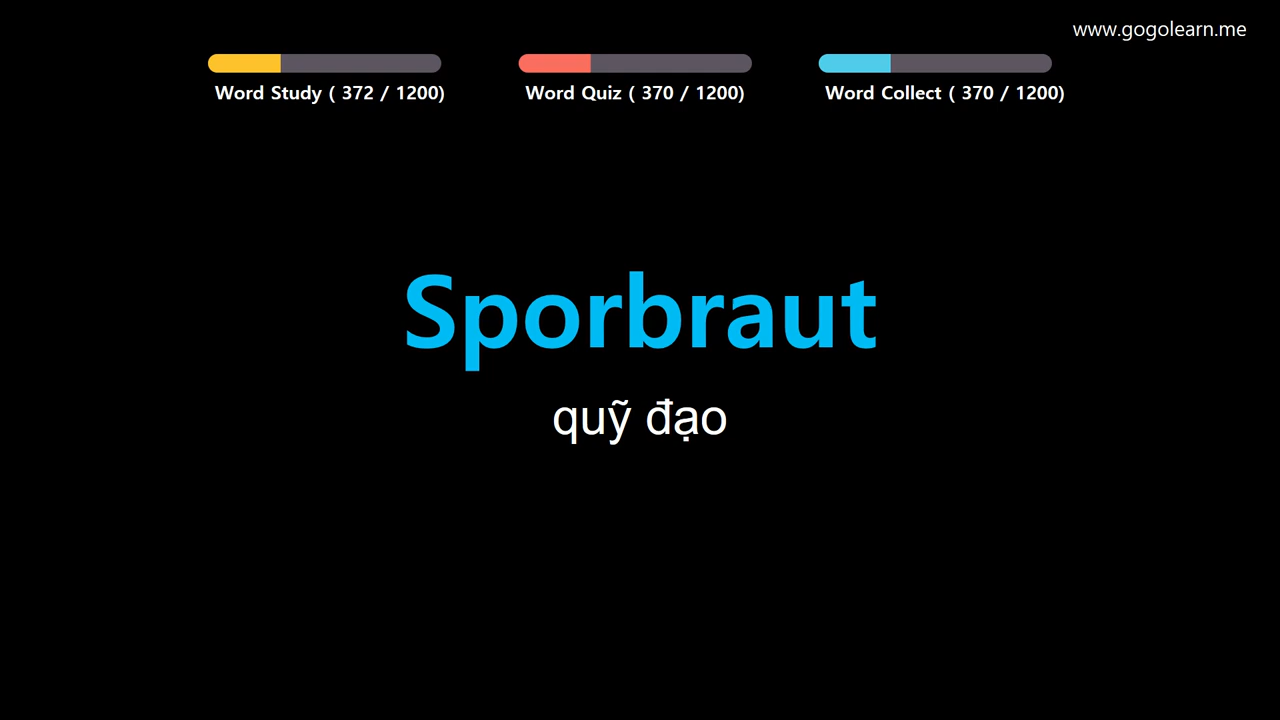 www.gogolearn.me
Word Study ( 372 / 1200)
Word Quiz ( 370 / 1200)
Word Collect ( 370 / 1200)
Sporbraut
quỹ đạo